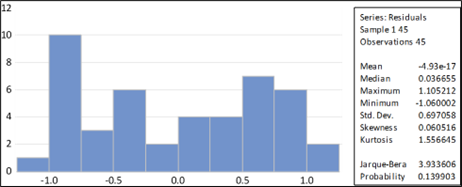 12
10
8
6
4
2
0
-1.0 -0.5 0.0 0.5 1.0
Series: Residuals
Sample 1 45
Observations 45
Mean -4.93e-17
Median 0.036655
Maximum 1.105212
Minimum -1.060002
Std. Dev. 0.697058
Skewness 0.060516
Kurtosis 1.556645
Jarque-Bera 3.933606
Probability 0.139903